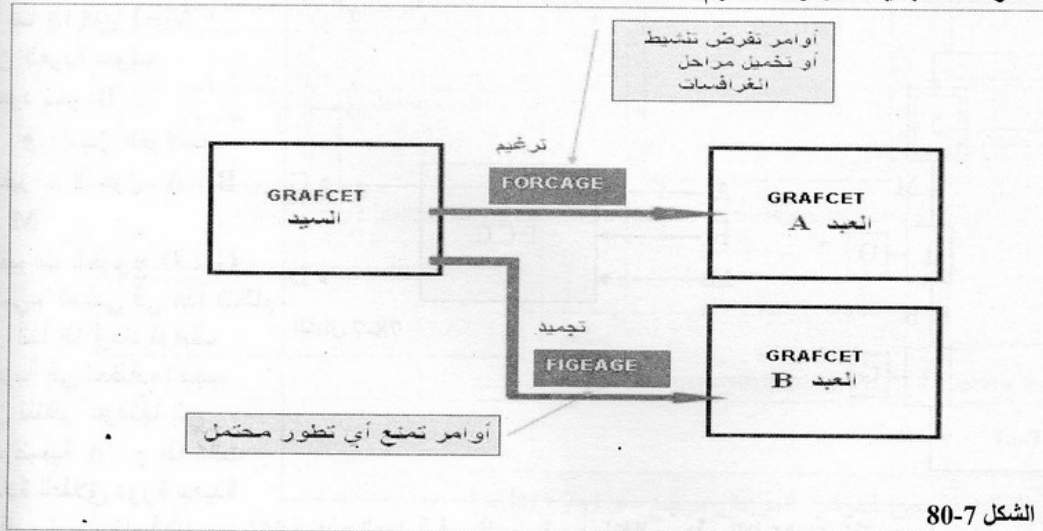 أوامر تفرض تنشيط
أو تخميل مراحل
الغرافسات
ترغيم
FORCAGE
GRAFCET
السيد
GRAFCET
العبد A
تجميد
FIGEAGE
GRAFCET
العبد B
أوامر تمنع أي تطور محتمل
الشكل 7-80